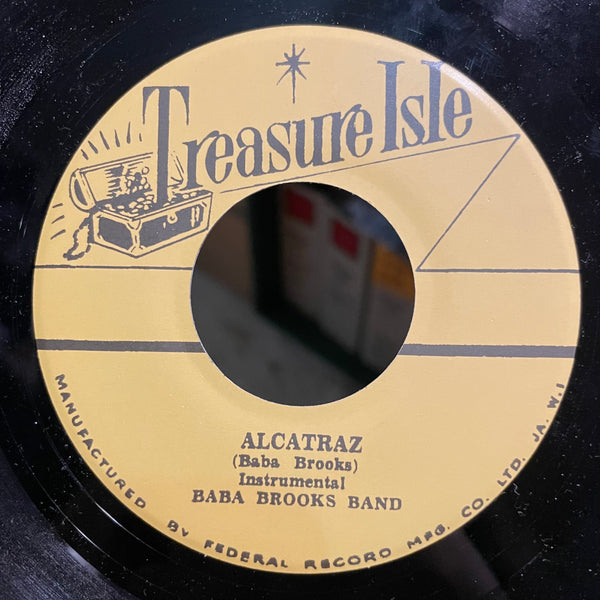 Treasure Isle
ALCATRAZ
(Baba Brooks)
Instrumental
BABA BROOKS BAND
MANUFACTURED BY FEDERAL RECORD MFG. CO. LTD. JA. W.I